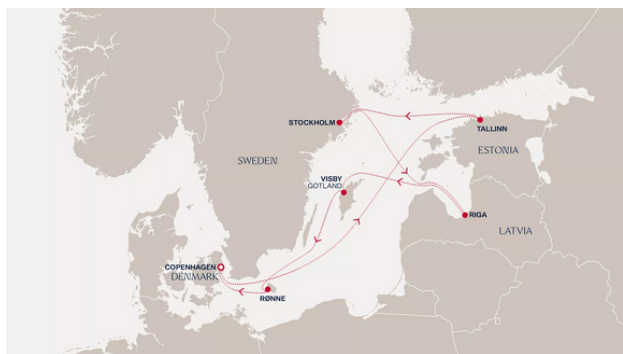 STOCKHOLM
TALLINN
ESTONIA
SWEDEN
VISBY
GOTLAND
RIGA
LATVIA
COPENHAGEN
DENMARK
RØNNE